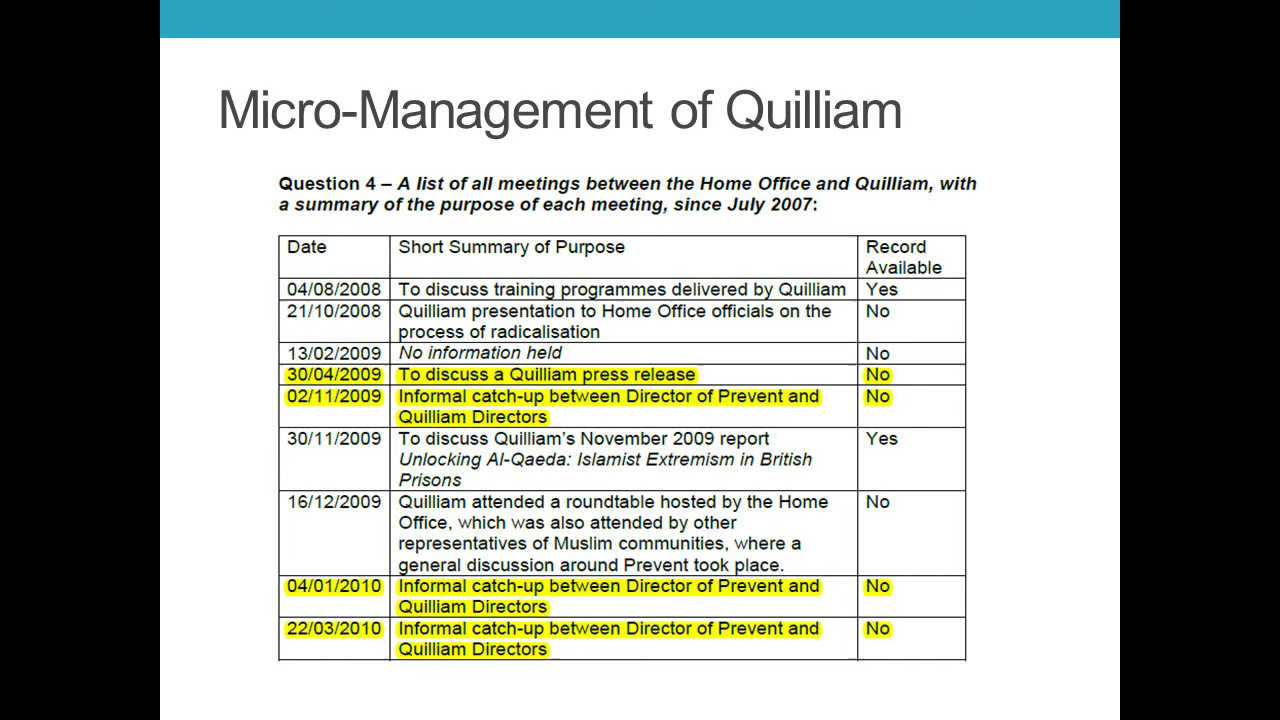 Micro-Management of Quilliam
Question 4 – A list of all meetings between the Home Office and Quilliam, with
a summary of the purpose of each meeting, since July 2007:
Date Short Summary of Purpose Record
Available
04/08/2008 To discuss training programmes delivered by Quilliam Yes
21/10/2008 Quilliam presentation to Home Office officials on the No
process of radicalisation
13/02/2009 No information held No
30/04/2009 To discuss a Quilliam press release No
02/11/2009 Informal catch-up between Director of Prevent and No
Quilliam Directors
30/11/2009 To discuss Quilliam's November 2009 report Yes
Unlocking Al-Qaeda: Islamist Extremism in British
Prisons
16/12/2009 Quilliam attended a roundtable hosted by the Home No
Office, which was also attended by other
representatives of Muslim communities, where a
general discussion around Prevent took place.
04/01/2010 Informal catch-up between Director of Prevent and No
Quilliam Directors
22/03/2010 Informal catch-up between Director of Prevent and No
Quilliam Directors